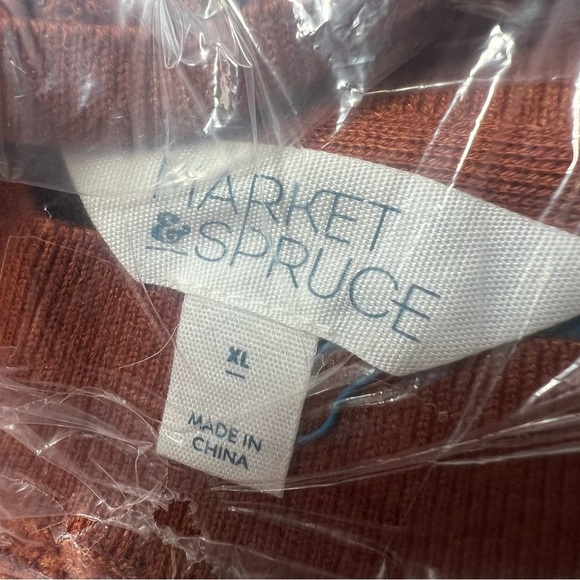 MARKET
& SPRUCE
XL
MADE IN
CHINA